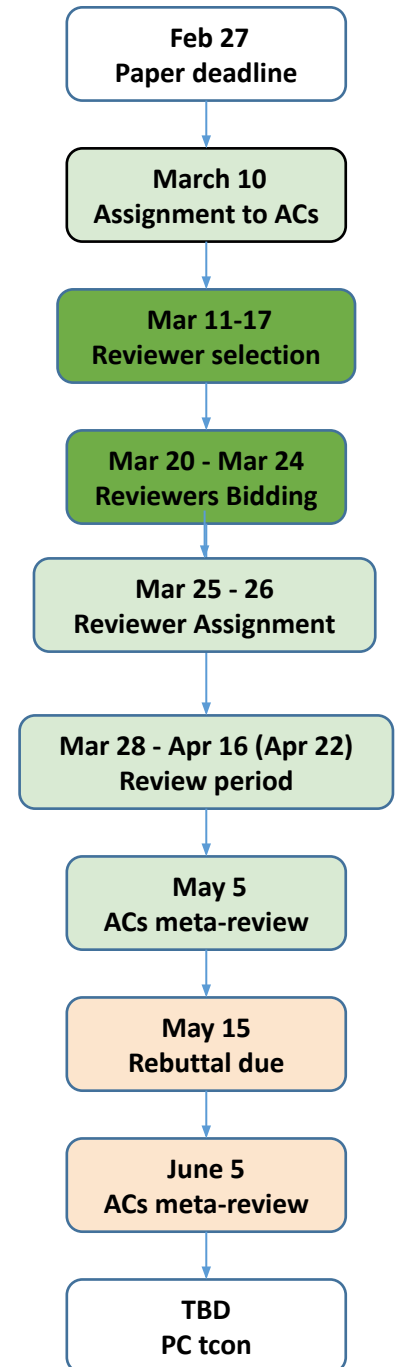 Feb 27
Paper deadline
March 10
Assignment to ACs
Mar 11-17
Reviewer selection
Mar 20 - Mar 24
Reviewers Bidding
Mar 25 - 26
Reviewer Assignment
Mar 28 - Apr 16 (Apr 22)
Review period
May 5
ACs meta-review
May 15
Rebuttal due
June 5
ACs meta-review
TBD
PC tcon